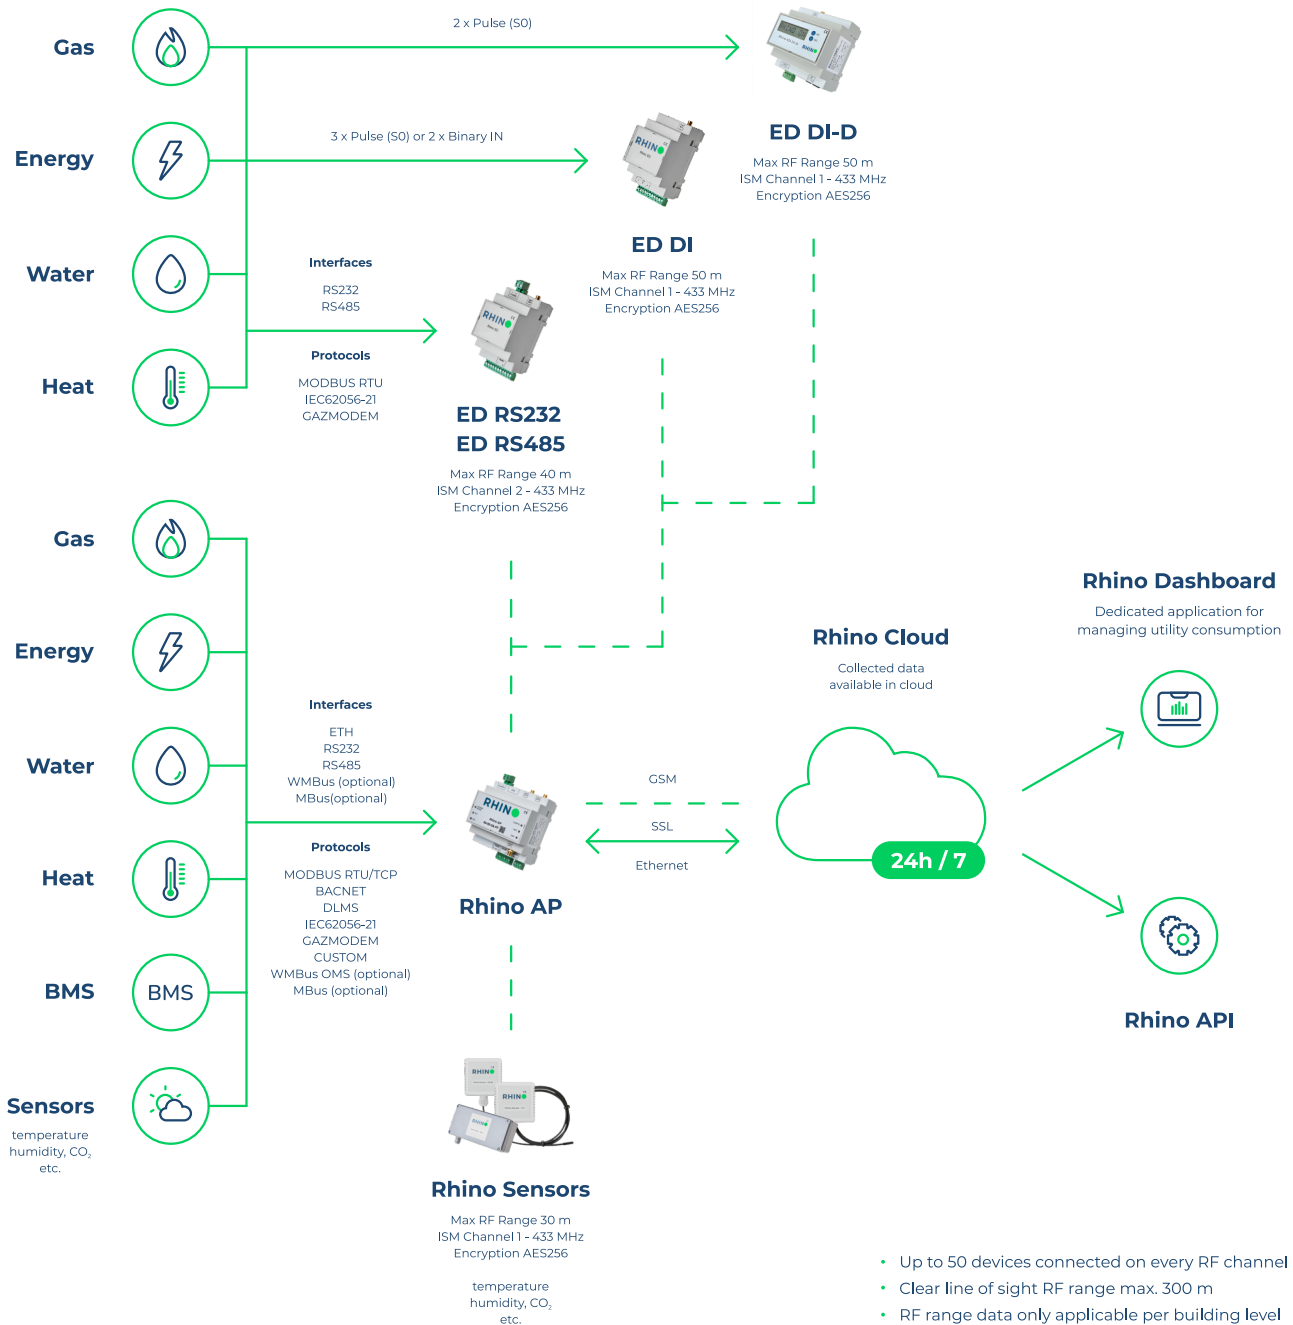 Gas
2 x Pulse (S0)
RHINO
ED DI-D
Max RF Range 50 m
ISM Channel 1 - 433 MHz
Encryption AES256
Energy
3 x Pulse (S0) or 2 x Binary IN
RHINO
ED DI
Max RF Range 50 m
ISM Channel 1 - 433 MHz
Encryption AES256
Water
Interfaces
RS232
RS485
Protocols
MODBUS RTU
IEC62056-21
GAZMODEM
Heat
RHINO
ED RS232
ED RS485
Max RF Range 40 m
ISM Channel 2 - 433 MHz
Encryption AES256
Gas
Energy
Water
Heat
BMS
BMS
Sensors
temperature
humidity, CO₂
etc.
Interfaces
ETH
RS232
RS485
WMBus (optional)
MBus(optional)
Protocols
MODBUS RTU/TCP
BACNET
DLMS
IEC62056-21
GAZMODEM
CUSTOM
WMBus OMS (optional)
MBus (optional)
RHINO
Rhino AP
GSM
SSL
Ethernet
Rhino Cloud
Collected data
available in cloud
24h / 7
Rhino Dashboard
Dedicated application for
managing utility consumption
Rhino API
RHINO
RHINO
RHINO
Rhino Sensors
Max RF Range 30 m
ISM Channel 1 - 433 MHz
Encryption AES256
temperature
humidity, CO₂
etc.
• Up to 50 devices connected on every RF channel
• Clear line of sight RF range max. 300 m
• RF range data only applicable per building level